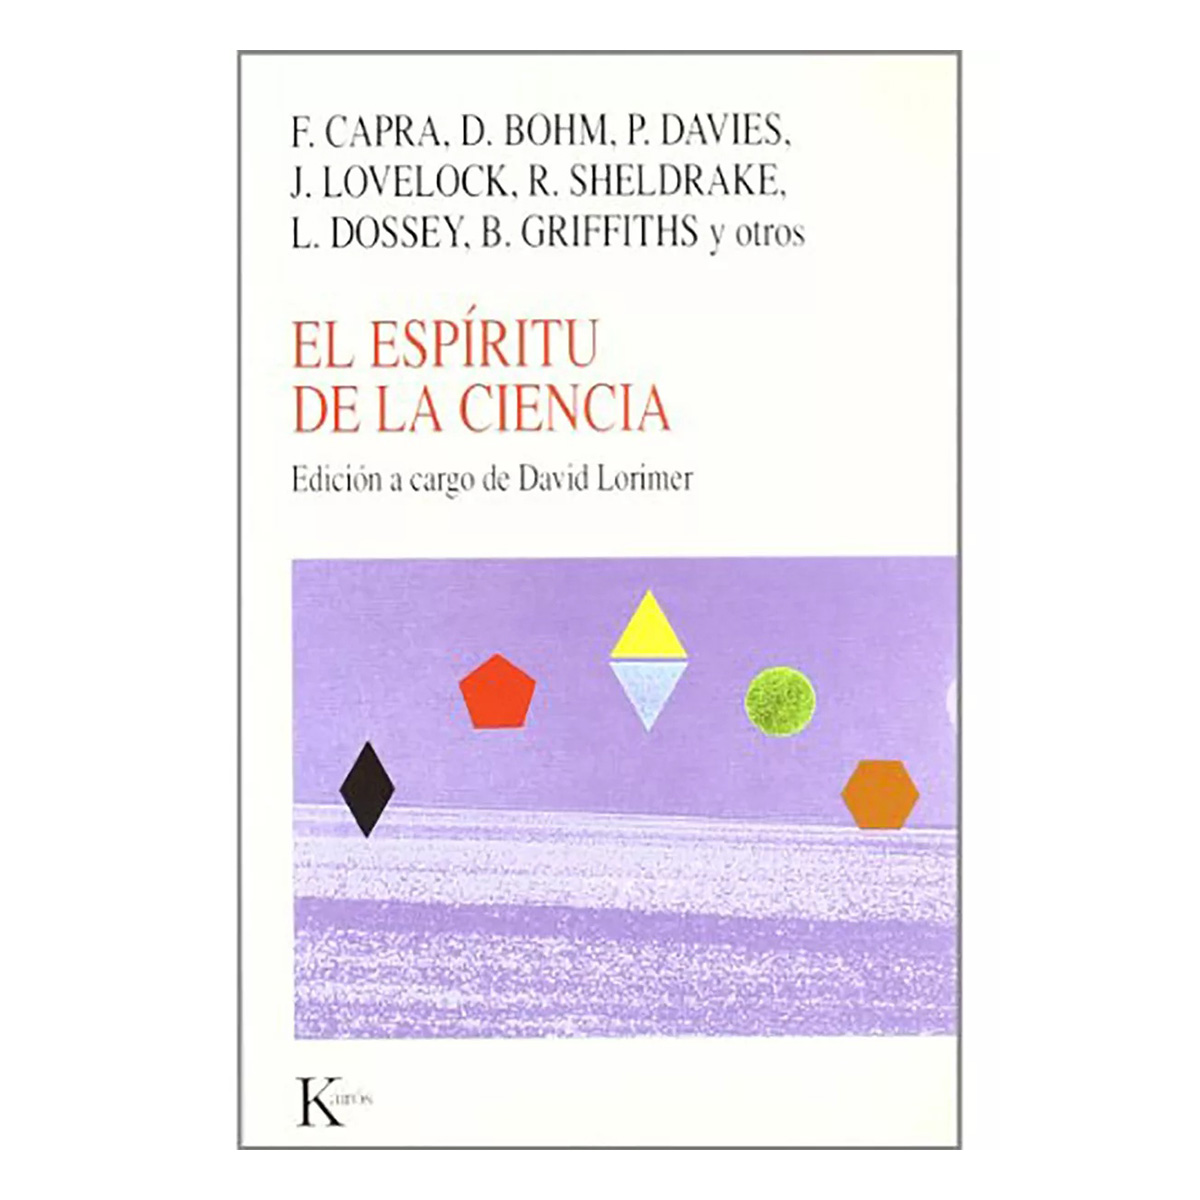 F. CAPRA, D. BOHM, P. DAVIES,
J. LOVELOCK, R. SHELDRAKE,
L. DOSSEY, B. GRIFFITHS y otros
EL ESPÍRITU
DE LA CIENCIA
Edición a cargo de David Lorimer
Kairós